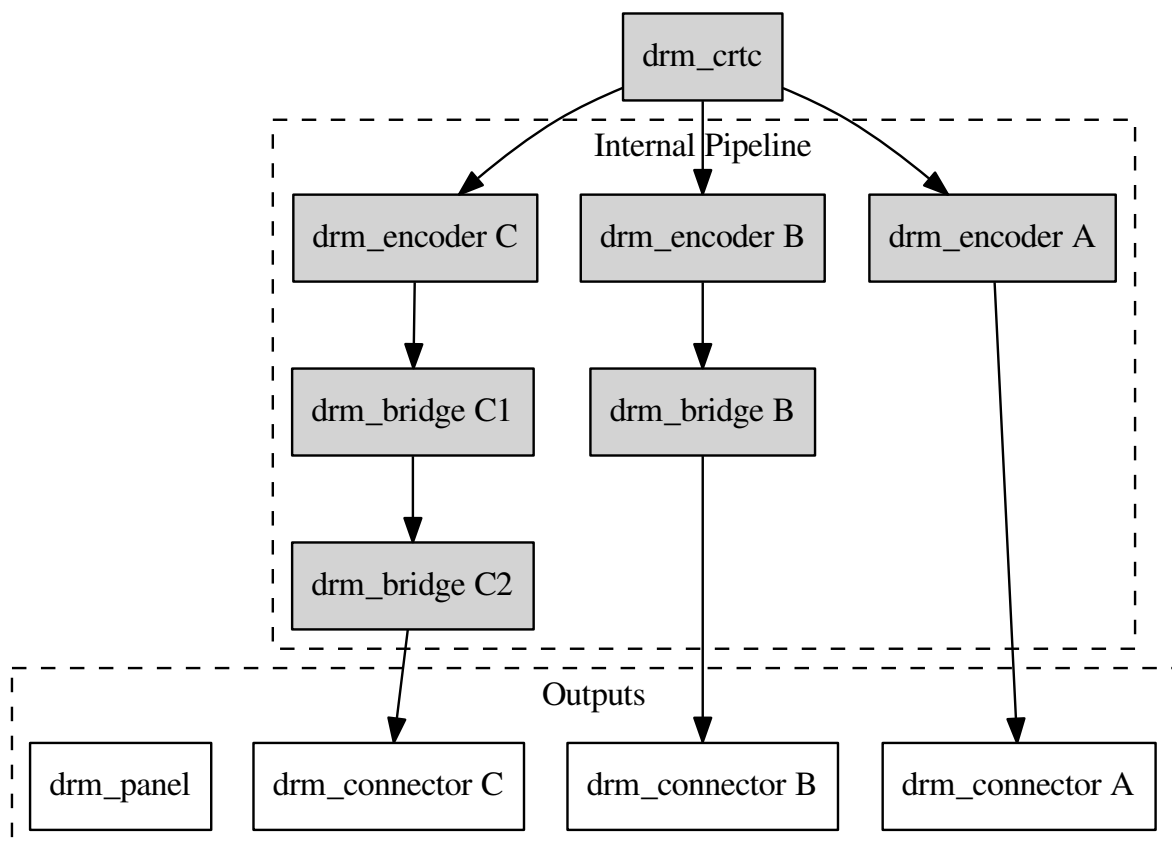 drm_crtc
Internal Pipeline
drm_encoder C
drm_encoder B
drm_encoder A
drm_bridge C1
drm_bridge B
drm_bridge C2
Outputs
drm_panel
drm_connector C
drm_connector B
drm_connector A